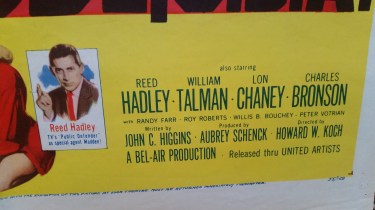 also starring
REED WILLIAM LON CHARLES
HADLEY · TALMAN · CHANEY · BRONSON
with RANDY FARR · ROY ROBERTS · WILLIS B. BOUCHEY · PETER VOTRIAN
Written by Produced by Directed by
JOHN C. HIGGINS · AUBREY SCHENCK · HOWARD W. KOCH
A BEL-AIR PRODUCTION · Released thru UNITED ARTISTS
Reed Hadley
TV's 'Public Defender'
as special agent Madden!